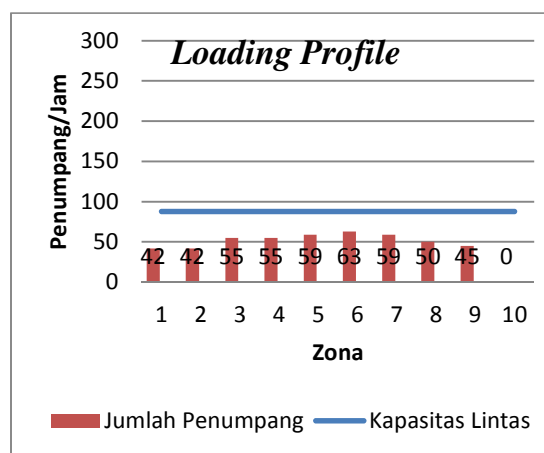 Loading Profile
Penumpang/Jam
300
250
200
150
100
50
0
42 42 55 55 59 63 59 50 45 0
1 2 3 4 5 6 7 8 9 10
Zona
Jumlah Penumpang Kapasitas Lintas